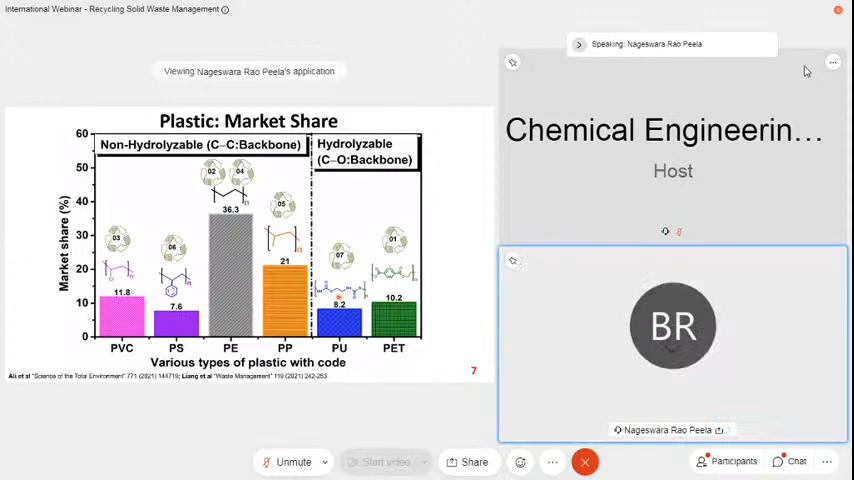 International Webinar - Recycling Solid Waste Management
Speaking: Nageswara Rao Peela
Viewing Nageswara Rao Peela's application
Plastic: Market Share
Non-Hydrolyzable (C–C:Backbone)
Hydrolyzable
(C–O:Backbone)
Market share (%)
60
50
40
30
20
10
0
03
11.8
06
7.6
02
04
n
36.3
05
n
21
07
8.2
01
10.2
PVC
PS
PE
PP
PU
PET
Various types of plastic with code
Ali et al "Science of the Total Environment" 771 (2021) 144719; Liang et al "Waste Management" 119 (2021) 242-253
7
Chemical Engineerin...
Host
BR
Nageswara Rao Peela
Unmute
Start video
Share
Participants
Chat